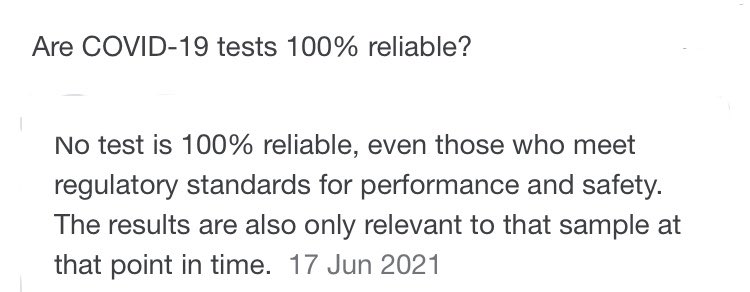 Are COVID-19 tests 100% reliable?
No test is 100% reliable, even those who meet
regulatory standards for performance and safety.
The results are also only relevant to that sample at
that point in time. 17 Jun 2021